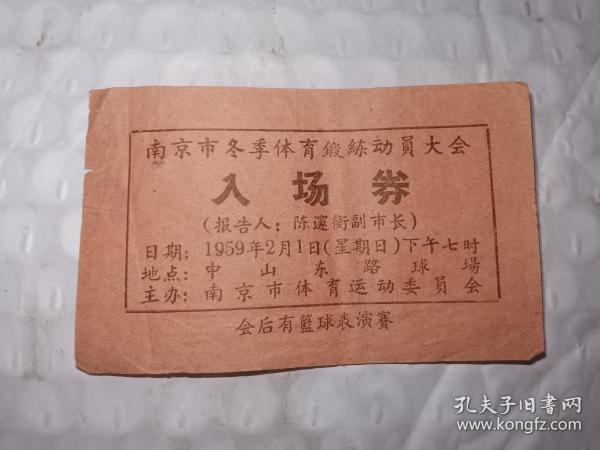 南京市冬季体育鍛練动員大会
入场券
(报告人：陈邃衡副市长)
日期：1959年2月1日(星期日)下午七时
地点：中山东路球場
主办：南京市体育运动委員会
会后有籃球表演賽
孔夫子旧书网
www.kongfz.com